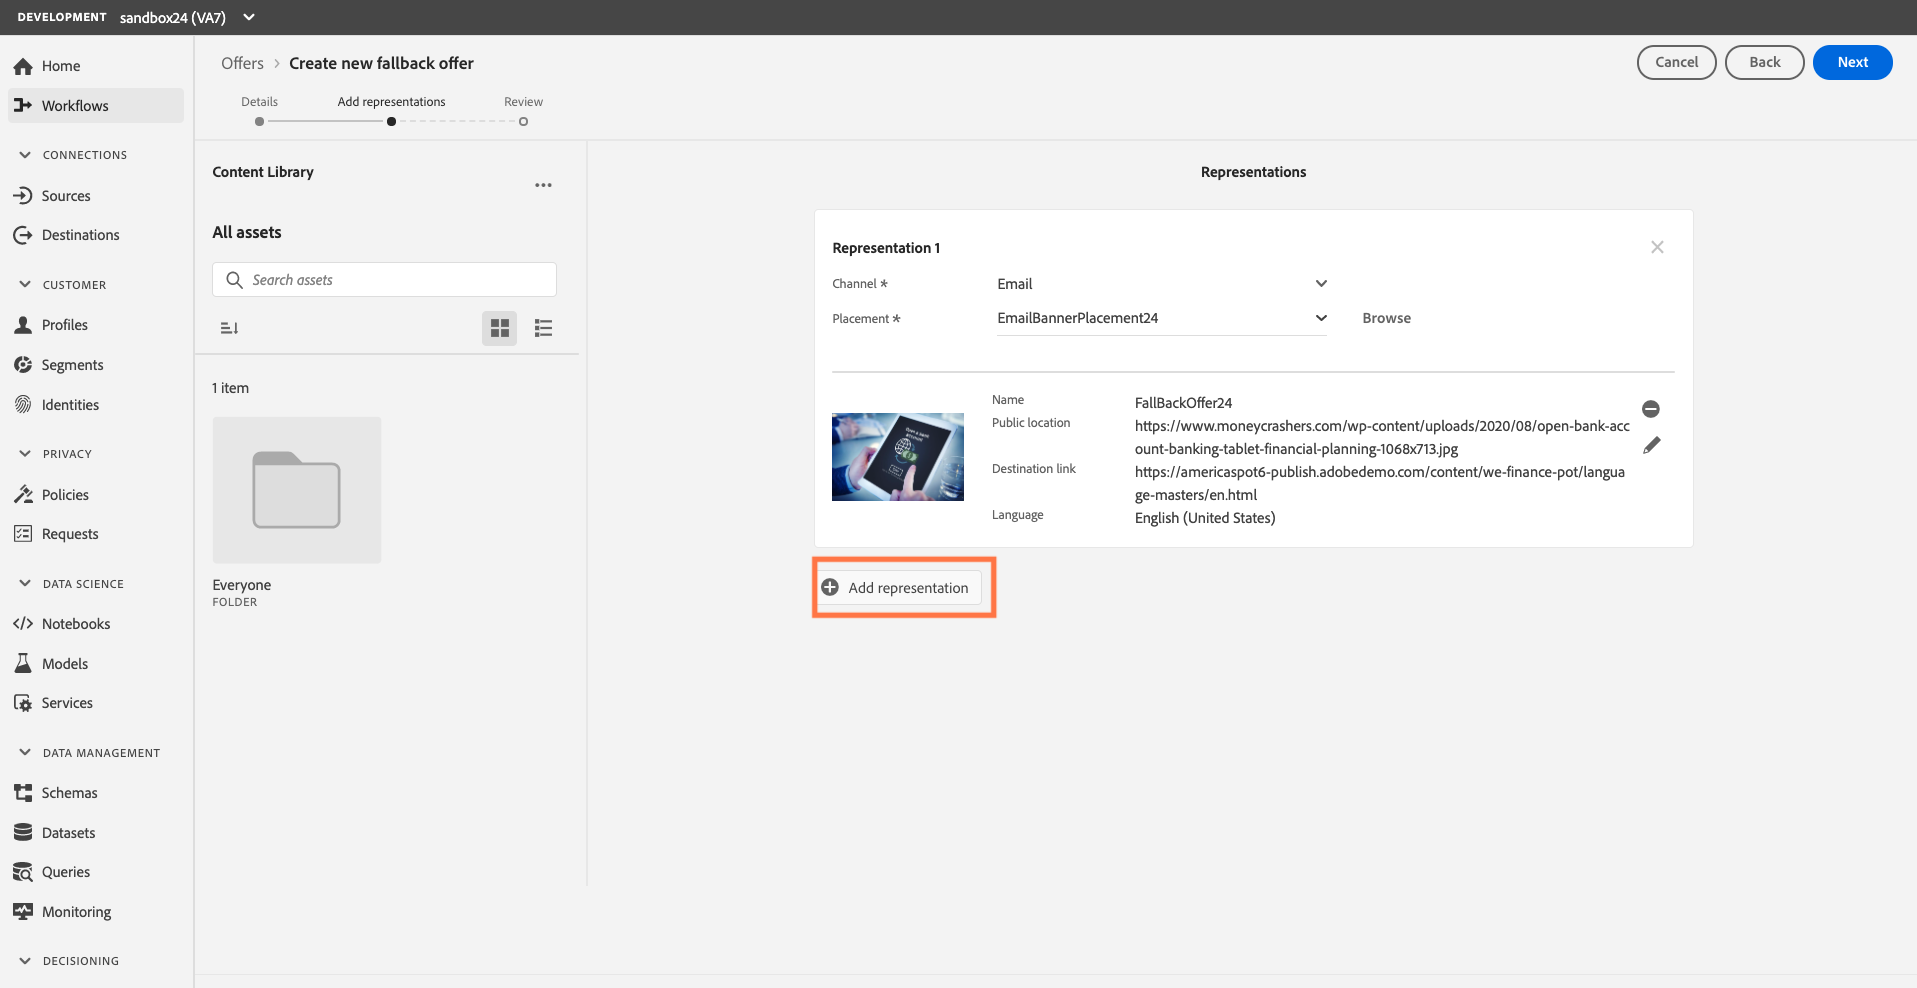 DEVELOPMENT sandbox24 (VA7)
Home
Workflows
CONNECTIONS
Sources
Destinations
CUSTOMER
Profiles
Segments
Identities
PRIVACY
Policies
Requests
DATA SCIENCE
Notebooks
Models
Services
DATA MANAGEMENT
Schemas
Datasets
Queries
Monitoring
DECISIONING
Offers > Create new fallback offer
Cancel
Back
Next
Details
Add representations
Review
Content Library
All assets
Search assets
1 item
Everyone
FOLDER
Representations
Representation 1
Channel * Email
Placement * EmailBannerPlacement24 Browse
Name FallBackOffer24
Public location https://www.moneycrashers.com/wp-content/uploads/2020/08/open-bank-acc
ount-banking-tablet-financial-planning-1068x713.jpg
Destination link https://americaspot6-publish.adobedemo.com/content/we-finance-pot/langua
ge-masters/en.html
Language English (United States)
Add representation